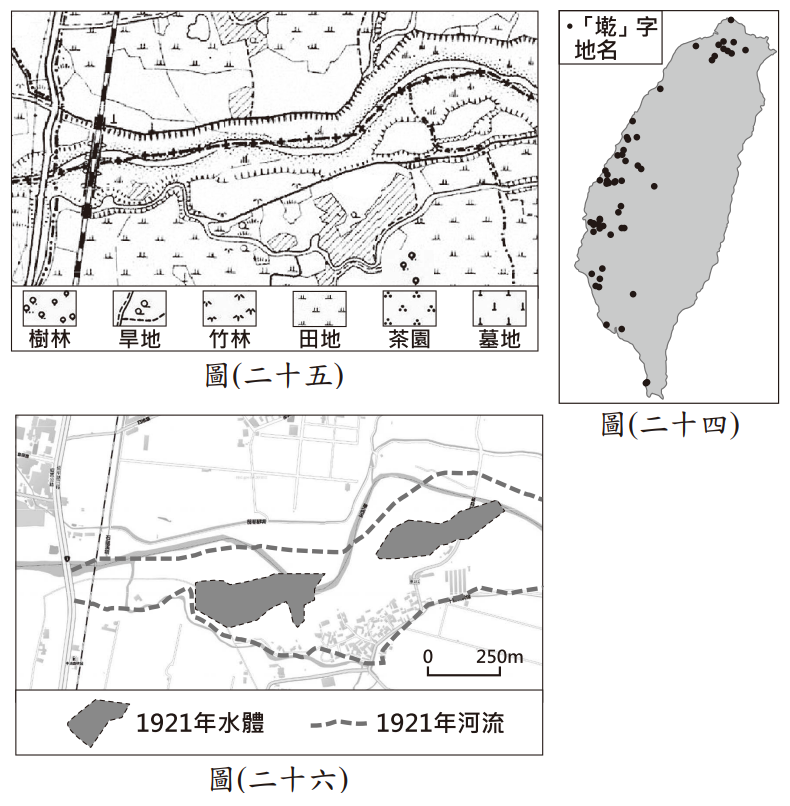 •「墘」字
地名
圖(二十四)
樹林
旱地
竹林
田地
茶園
墓地
圖(二十五)
0
250m
1921年水體
1921年河流
圖(二十六)